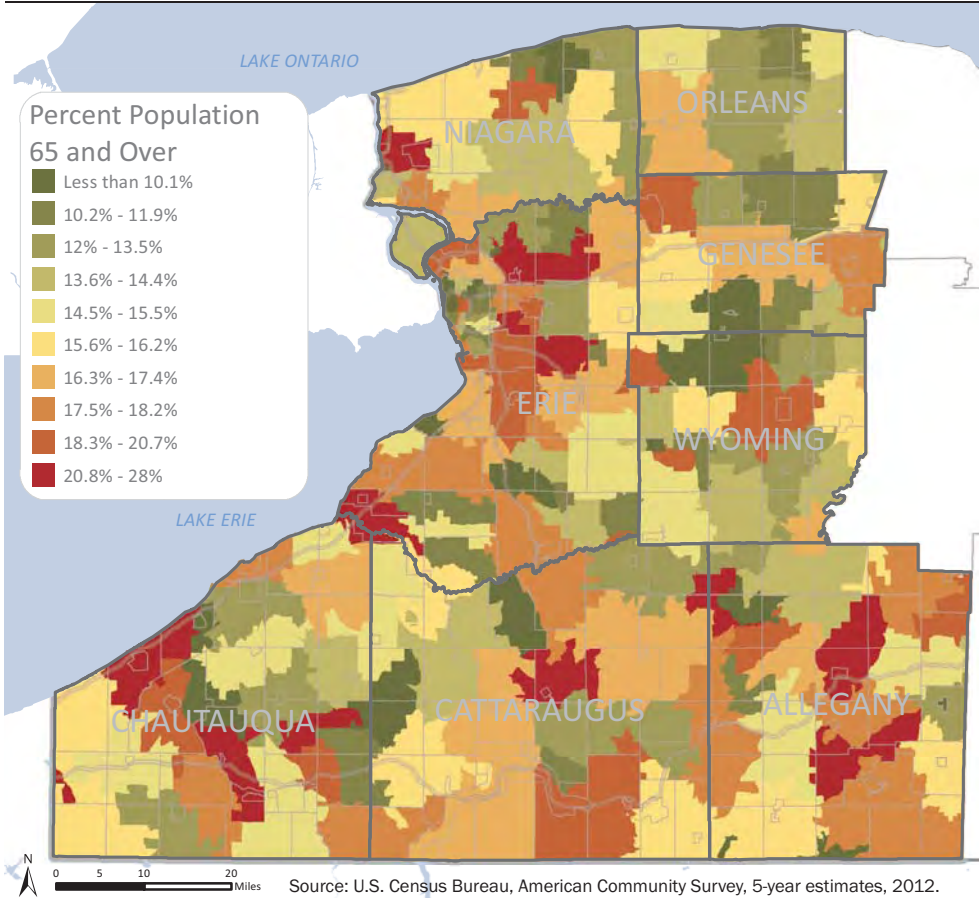 LAKE ONTARIO
Percent Population
65 and Over
Less than 10.1%
10.2% - 11.9%
12% - 13.5%
13.6% - 14.4%
14.5% - 15.5%
15.6% - 16.2%
16.3% - 17.4%
17.5% - 18.2%
18.3% - 20.7%
20.8% - 28%
NIAGARA
ORLEANS
GENESEE
ERIE
WYOMING
LAKE ERIE
CHAUTAUQUA
CATTARAUGUS
ALLEGANY
N
0 5 10 20
Miles
Source: U.S. Census Bureau, American Community Survey, 5-year estimates, 2012.